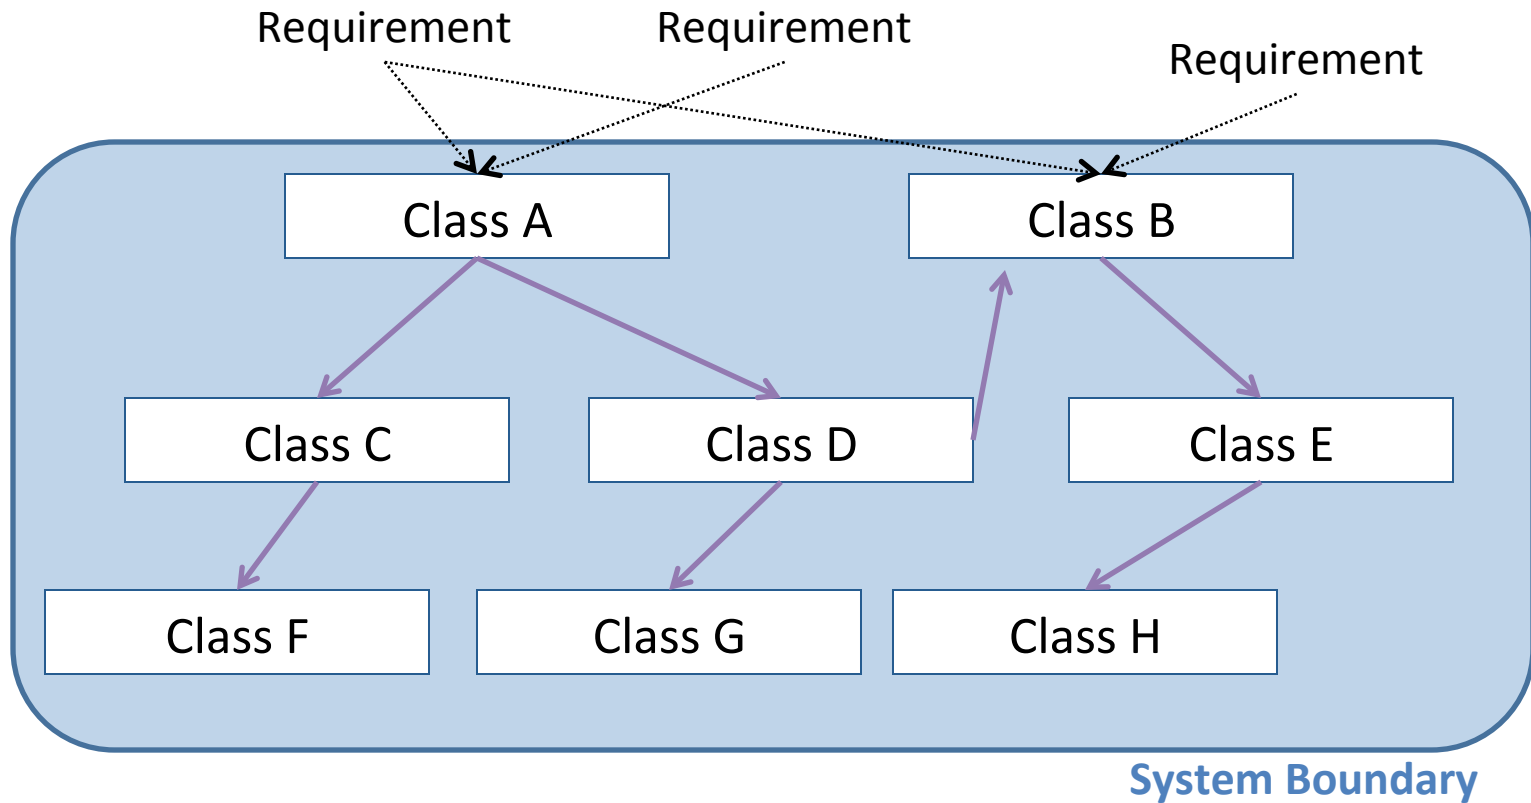 Requirement
Requirement
Requirement
Class A
Class B
Class C
Class D
Class E
Class F
Class G
Class H
System Boundary